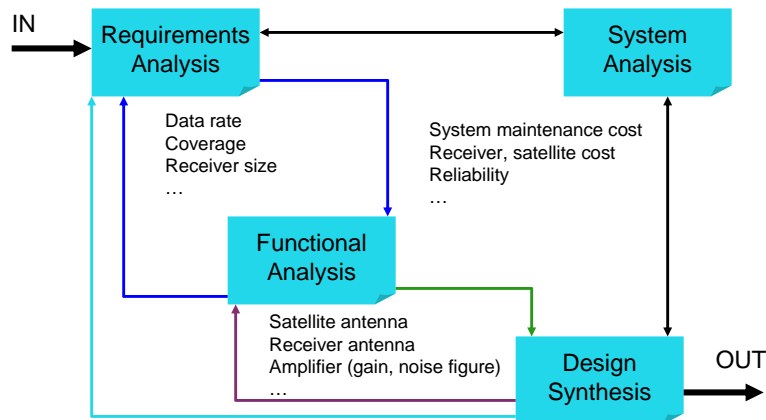 IN
Requirements
Analysis
System
Analysis
Data rate
Coverage
Receiver size
…
System maintenance cost
Receiver, satellite cost
Reliability
…
Functional
Analysis
Satellite antenna
Receiver antenna
Amplifier (gain, noise figure)
…
Design
Synthesis
OUT